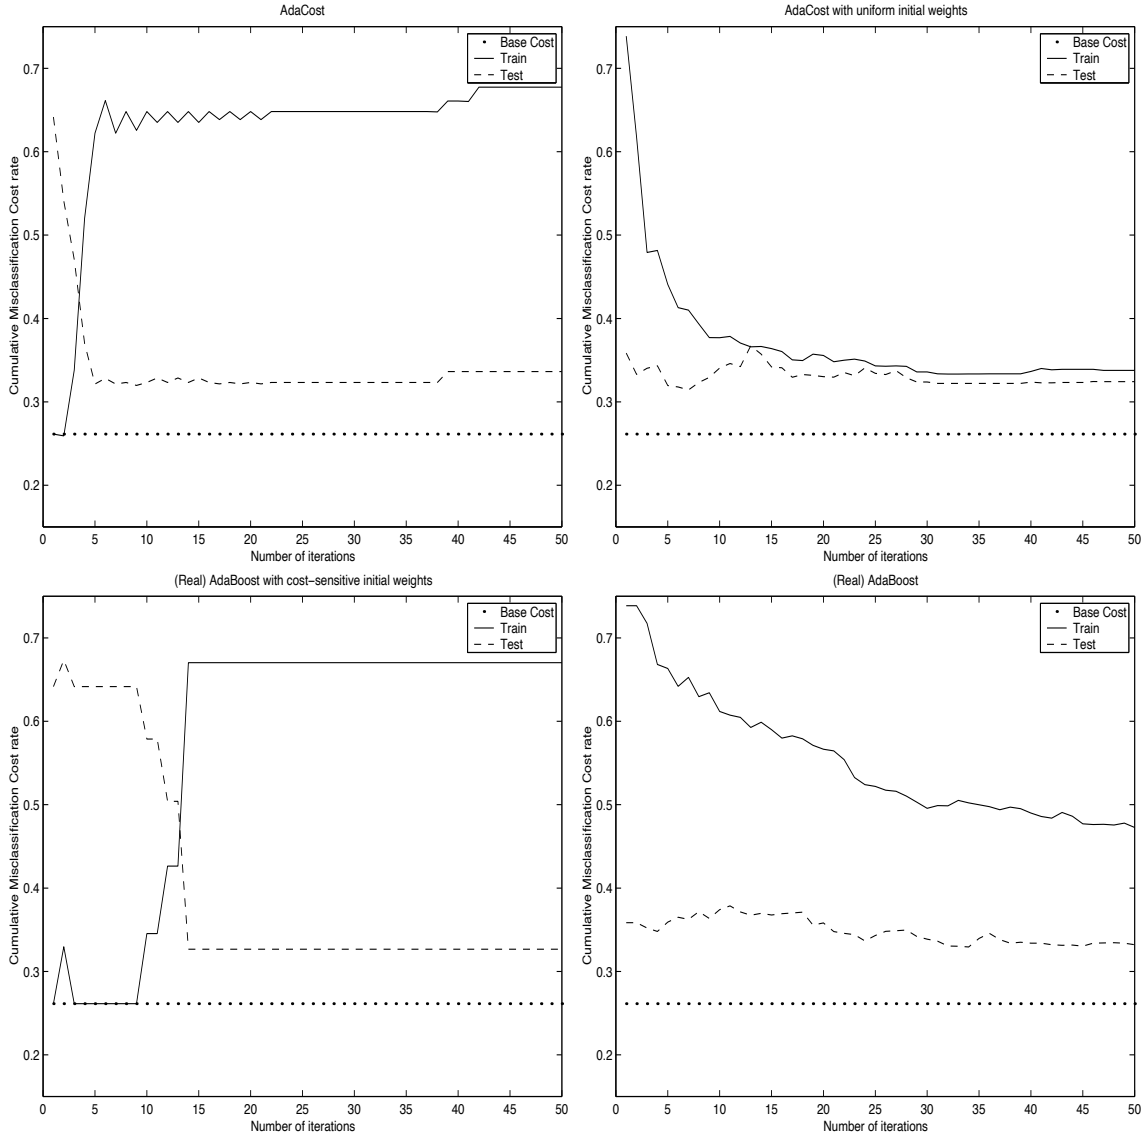 AdaCost
Base Cost
Train
Test
Cumulative Misclassification Cost rate
0.7
0.6
0.5
0.4
0.3
0.2
0 5 10 15 20 25 30 35 40 45 50
Number of iterations
AdaCost with uniform initial weights
Base Cost
Train
Test
Cumulative Misclassification Cost rate
0.7
0.6
0.5
0.4
0.3
0.2
0 5 10 15 20 25 30 35 40 45 50
Number of iterations
(Real) AdaBoost with cost−sensitive initial weights
Base Cost
Train
Test
Cumulative Misclassification Cost rate
0.7
0.6
0.5
0.4
0.3
0.2
0 5 10 15 20 25 30 35 40 45 50
Number of iterations
(Real) AdaBoost
Base Cost
Train
Test
Cumulative Misclassification Cost rate
0.7
0.6
0.5
0.4
0.3
0.2
0 5 10 15 20 25 30 35 40 45 50
Number of iterations